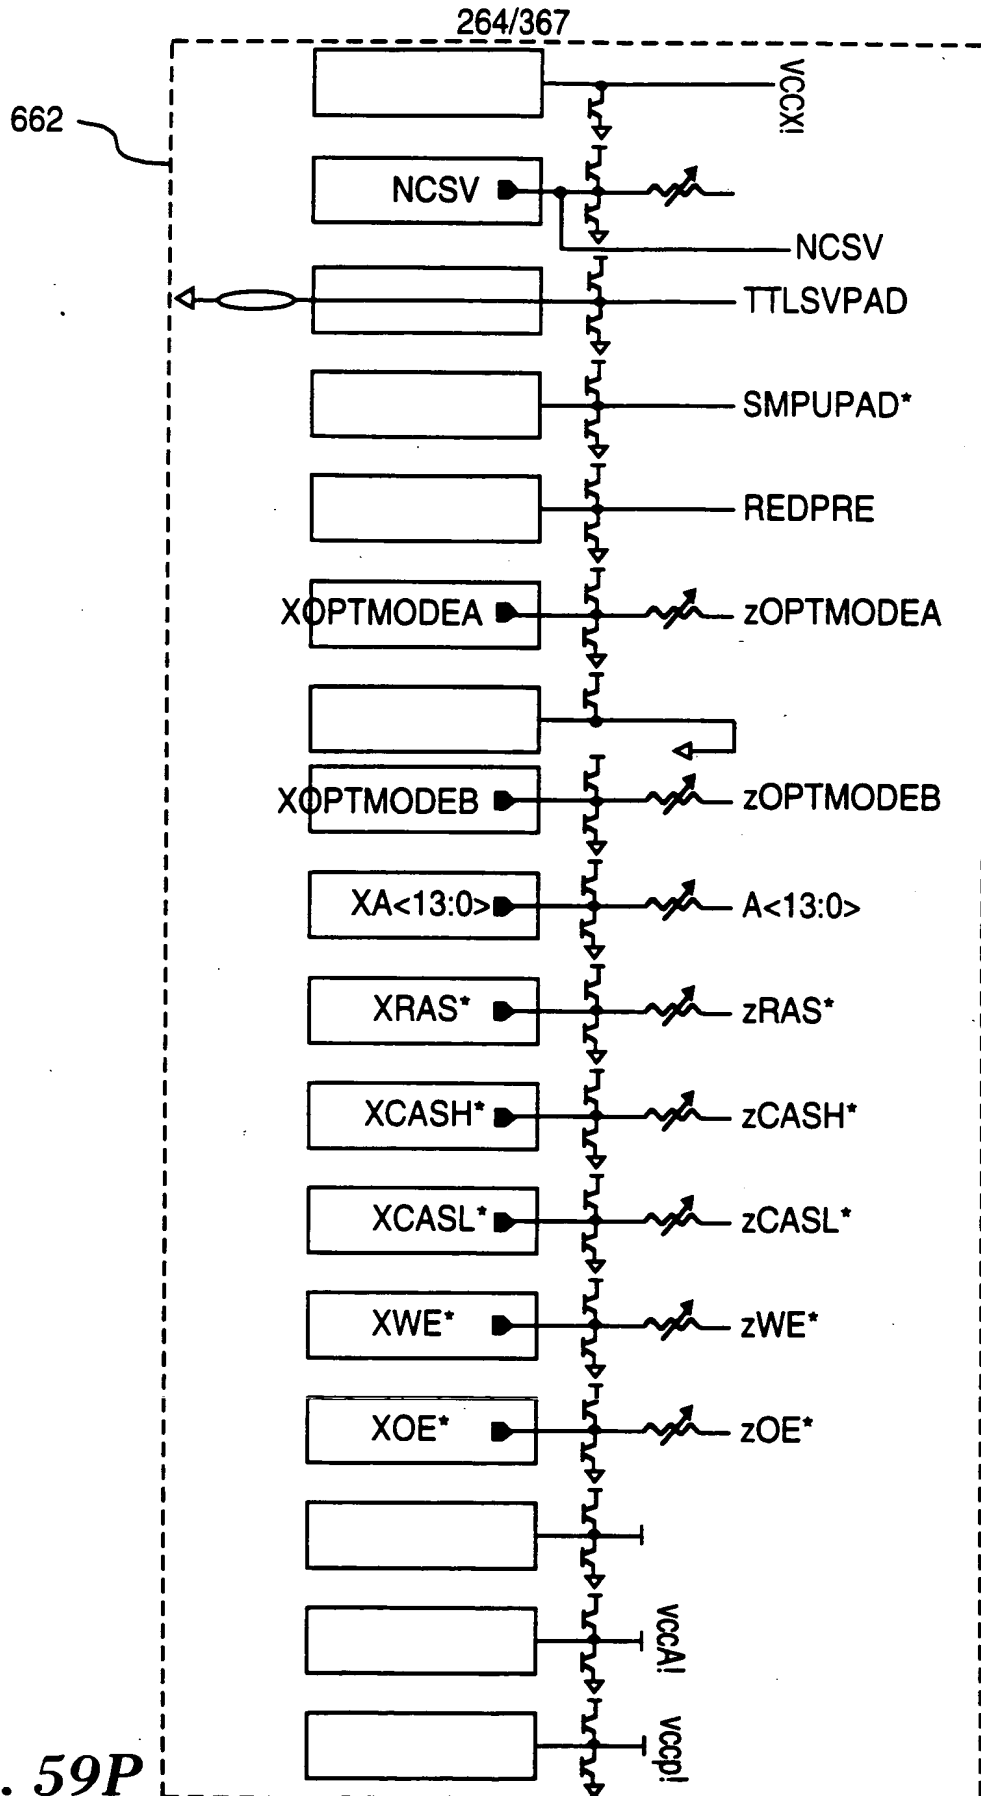 264/367
VCCX!
662
NCSV
NCSV
TTLSVPAD
SMPUPAD*
REDPRE
XOPTMODEA zOPTMODEA
XOPTMODEB zOPTMODEB
XA<13:0> A<13:0>
XRAS* zRAS*
XCASH* zCASH*
XCASL* zCASL*
XWE* zWE*
XOE* zOE*
vccA!
vccp!
. 59P